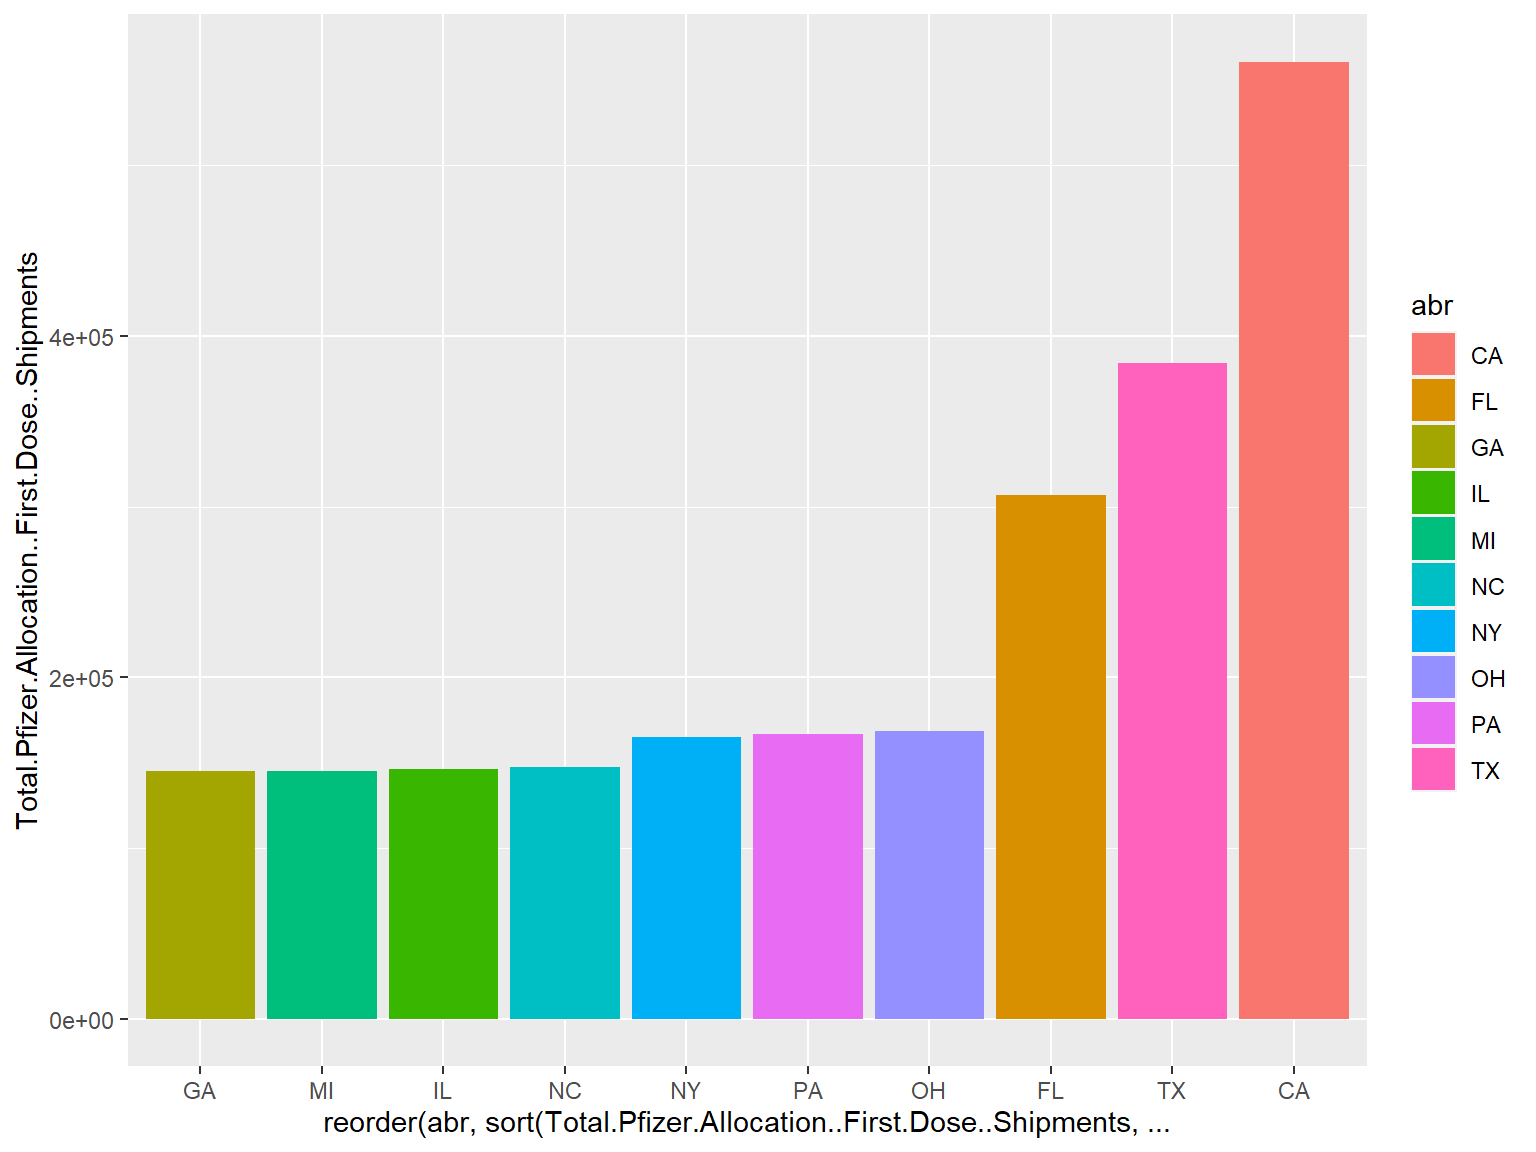 Total.Pfizer.Allocation..First.Dose..Shipments
4e+05
2e+05
0e+00
GA MI IL NC NY PA OH FL TX CA
reorder(abr, sort(Total.Pfizer.Allocation..First.Dose..Shipments, ...
abr
CA
FL
GA
IL
MI
NC
NY
OH
PA
TX